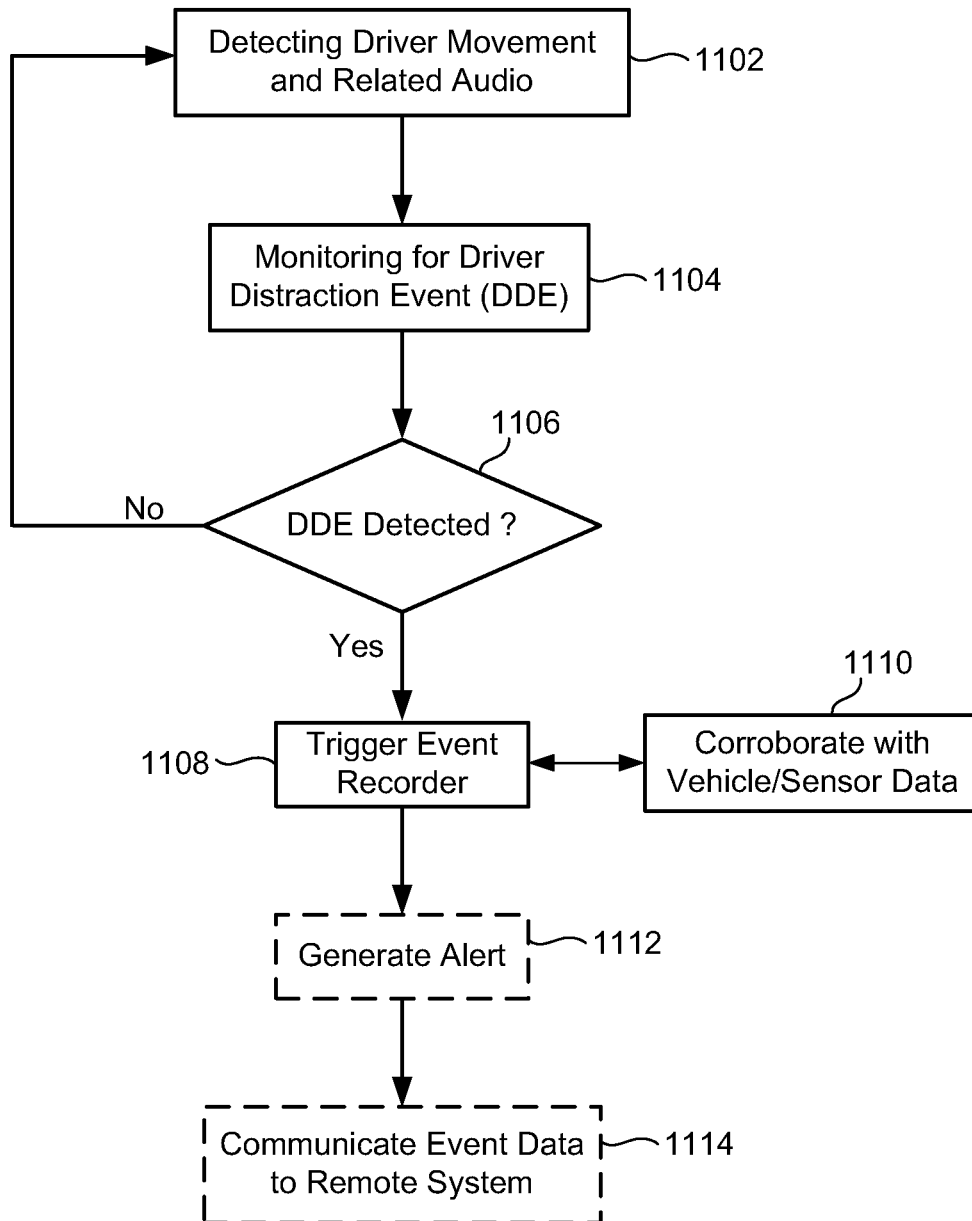 Detecting Driver Movement
and Related Audio
1102
Monitoring for Driver
Distraction Event (DDE)
1104
1106
DDE Detected ?
No
Yes
1108
Trigger Event
Recorder
1110
Corroborate with
Vehicle/Sensor Data
Generate Alert
1112
Communicate Event Data
to Remote System
1114